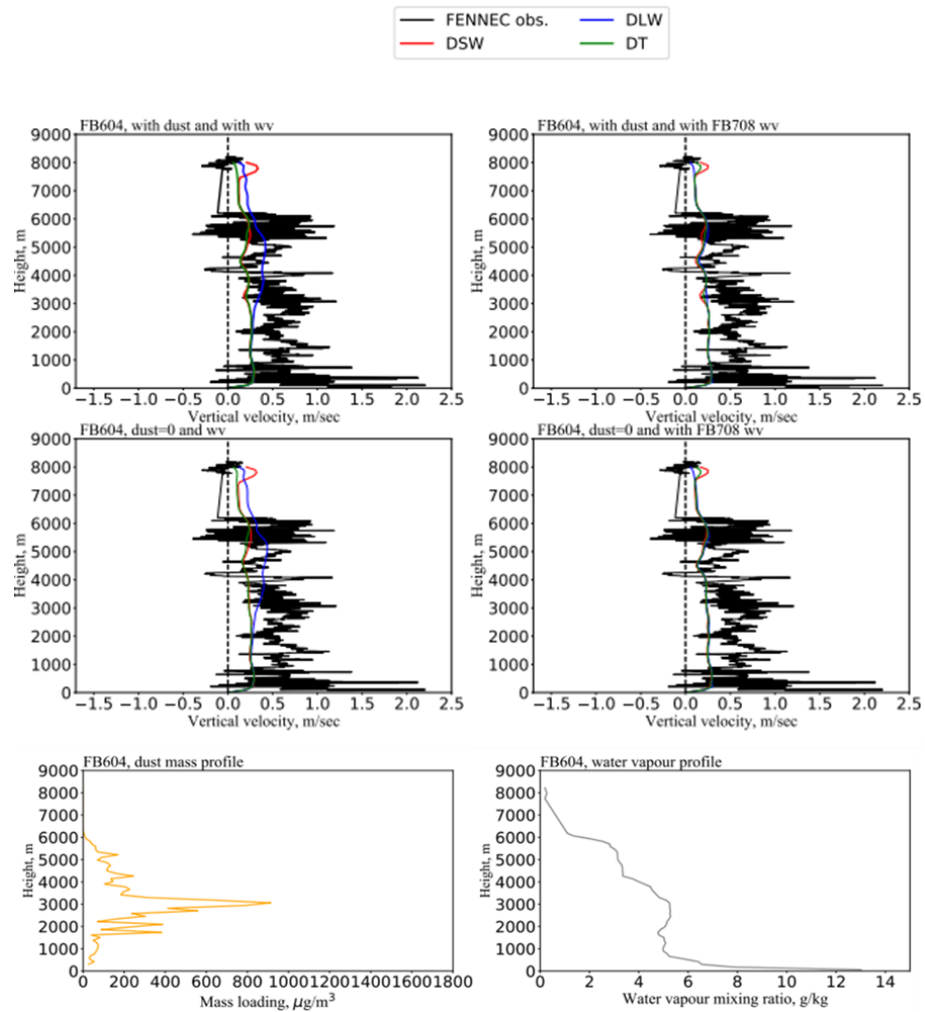 FENNEC obs. DLW
DSW DT
FB604, with dust and with wv FB604, with dust and with FB708 wv
9000 9000
8000 8000
7000 7000
6000 6000
5000 5000
4000 4000
3000 3000
2000 2000
1000 1000
0 0
Height, m Height, m
−1.5 −1.0 −0.5 0.0 0.5 1.0 1.5 2.0 2.5 −1.5 −1.0 −0.5 0.0 0.5 1.0 1.5 2.0 2.5
Vertical velocity, m/sec Vertical velocity, m/sec
FB604, dust=0 and wv FB604, dust=0 and with FB708 wv
9000 9000
8000 8000
7000 7000
6000 6000
5000 5000
4000 4000
3000 3000
2000 2000
1000 1000
0 0
Height, m Height, m
−1.5 −1.0 −0.5 0.0 0.5 1.0 1.5 2.0 2.5 −1.5 −1.0 −0.5 0.0 0.5 1.0 1.5 2.0 2.5
Vertical velocity, m/sec Vertical velocity, m/sec
FB604, dust mass profile FB604, water vapour profile
9000 9000
8000 8000
7000 7000
6000 6000
5000 5000
4000 4000
3000 3000
2000 2000
1000 1000
0 0
Height, m Height, m
0 200 400 600 800 1000 1200 1400 1600 1800 0 2 4 6 8 10 12 14
Mass loading, μg/m³ Water vapour mixing ratio, g/kg